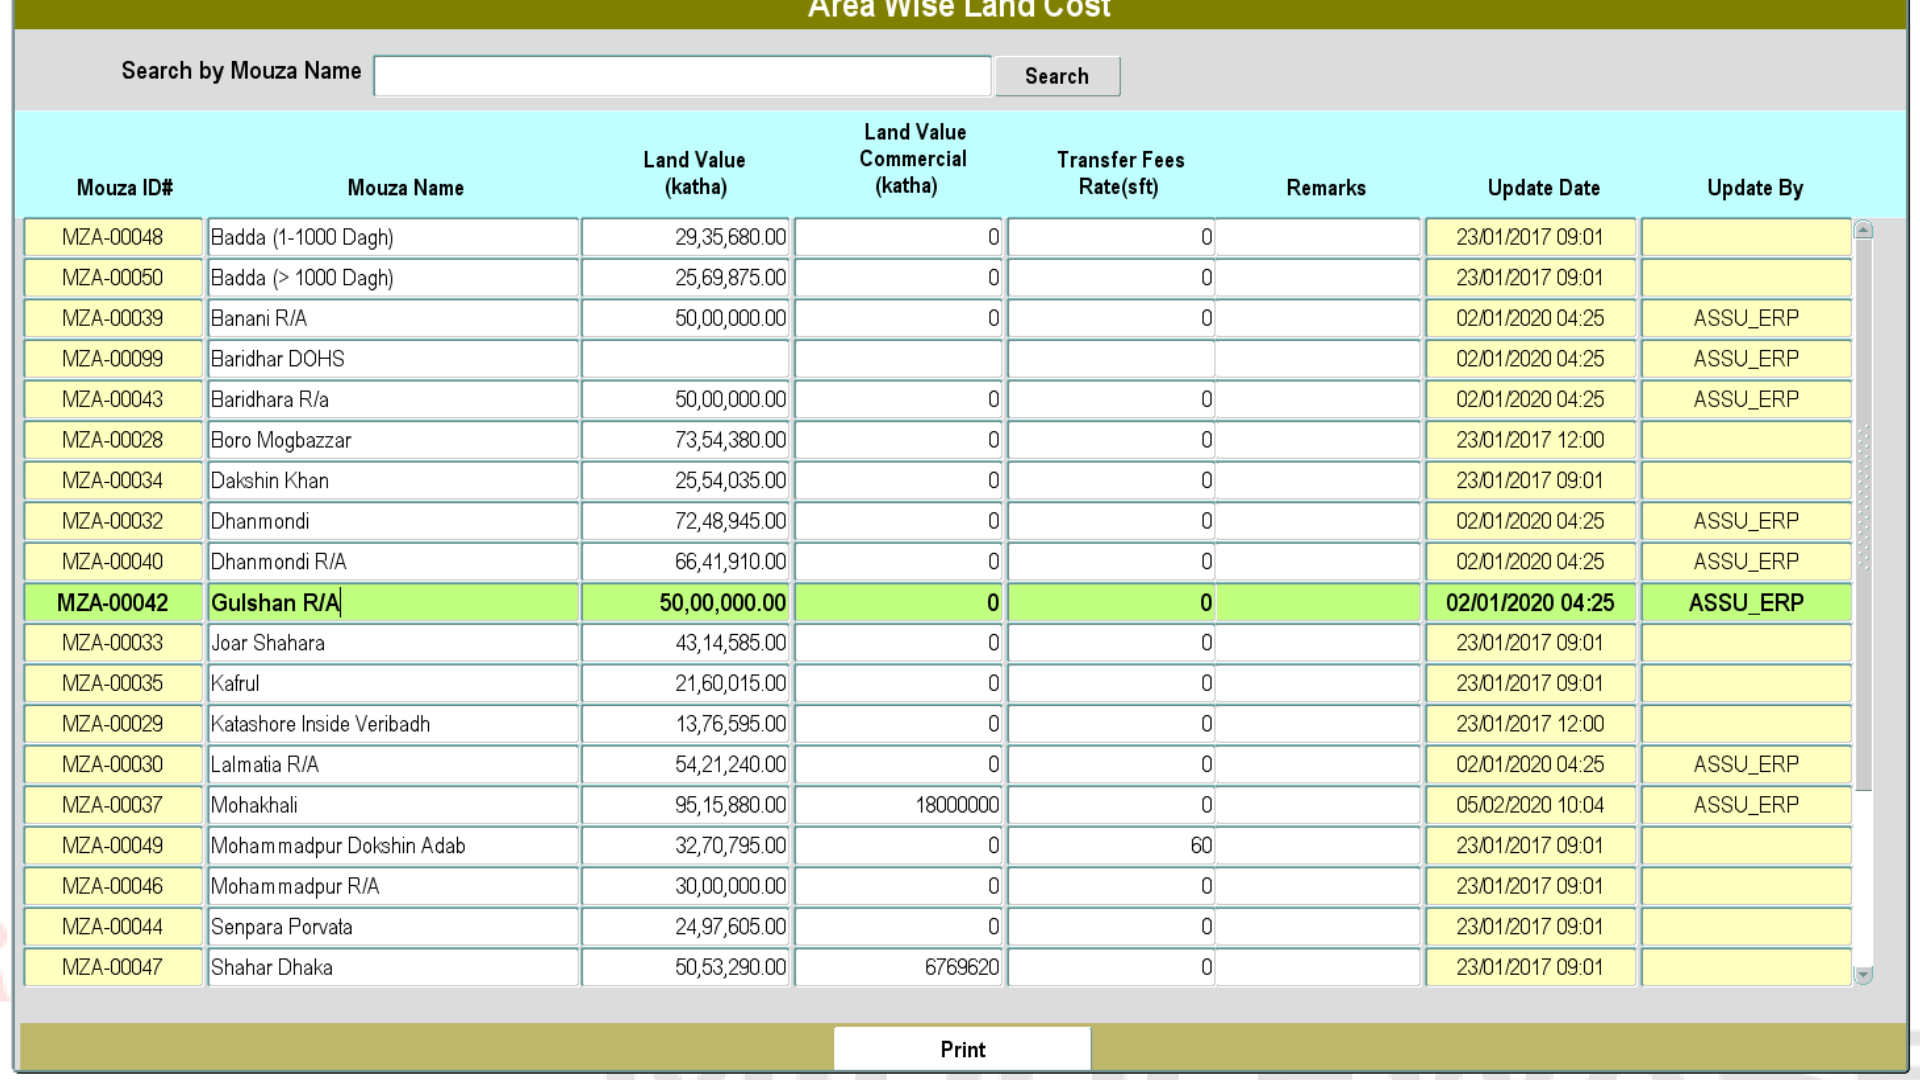 Area Wise Land Cost
Search by Mouza Name Search
Mouza ID# Mouza Name Land Value (katha) Land Value Commercial (katha) Transfer Fees Rate(sft) Remarks Update Date Update By
MZA-00048 Badda (1-1000 Dagh) 29,35,680.00 0 0 23/01/2017 09:01
MZA-00050 Badda (> 1000 Dagh) 25,69,875.00 0 0 23/01/2017 09:01
MZA-00039 Banani R/A 50,00,000.00 0 0 02/01/2020 04:25 ASSU_ERP
MZA-00099 Baridhar DOHS 02/01/2020 04:25 ASSU_ERP
MZA-00043 Baridhara R/a 50,00,000.00 0 0 02/01/2020 04:25 ASSU_ERP
MZA-00028 Boro Mogbazzar 73,54,380.00 0 0 23/01/2017 12:00
MZA-00034 Dakshin Khan 25,54,035.00 0 0 23/01/2017 09:01
MZA-00032 Dhanmondi 72,48,945.00 0 0 02/01/2020 04:25 ASSU_ERP
MZA-00040 Dhanmondi R/A 66,41,910.00 0 0 02/01/2020 04:25 ASSU_ERP
MZA-00042 Gulshan R/A 50,00,000.00 0 0 02/01/2020 04:25 ASSU_ERP
MZA-00033 Joar Shahara 43,14,585.00 0 0 23/01/2017 09:01
MZA-00035 Kafrul 21,60,015.00 0 0 23/01/2017 09:01
MZA-00029 Katashore Inside Veribadh 13,76,595.00 0 0 23/01/2017 12:00
MZA-00030 Lalmatia R/A 54,21,240.00 0 0 02/01/2020 04:25 ASSU_ERP
MZA-00037 Mohakhali 95,15,880.00 18000000 0 05/02/2020 10:04 ASSU_ERP
MZA-00049 Mohammadpur Dokshin Adab 32,70,795.00 0 60 23/01/2017 09:01
MZA-00046 Mohammadpur R/A 30,00,000.00 0 0 23/01/2017 09:01
MZA-00044 Senpara Porvata 24,97,605.00 0 0 23/01/2017 09:01
MZA-00047 Shahar Dhaka 50,53,290.00 6769620 0 23/01/2017 09:01
Print